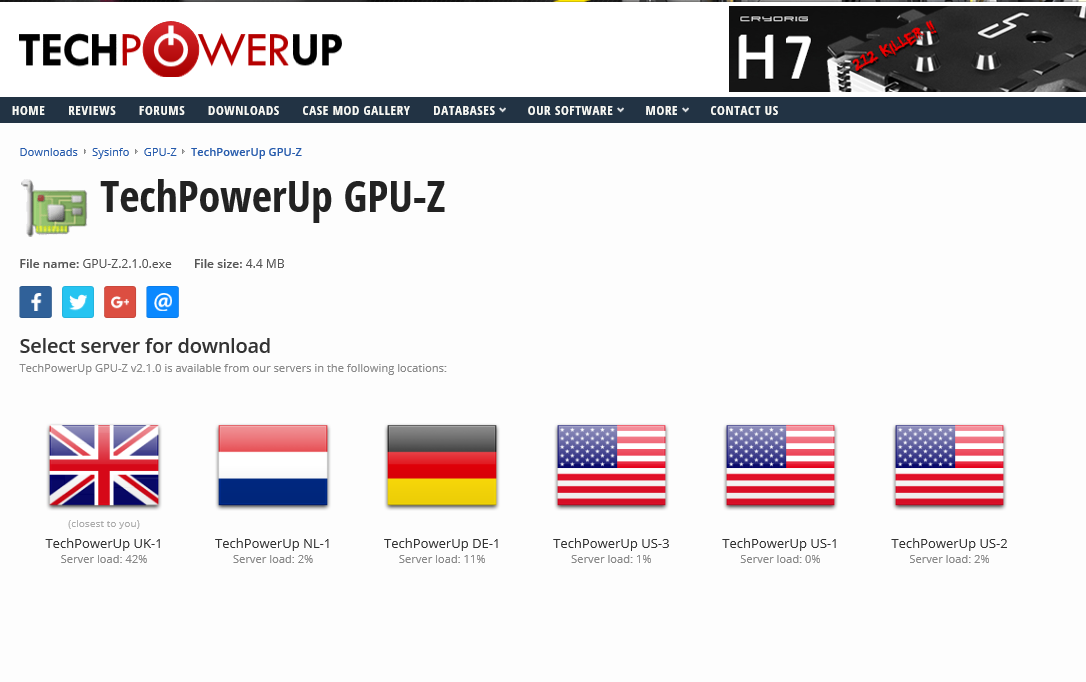 TECHPOWERUP
CRYORIG
H7
212 KILLER !!
HOME REVIEWS FORUMS DOWNLOADS CASE MOD GALLERY DATABASES OUR SOFTWARE MORE CONTACT US
Downloads Sysinfo GPU-Z TechPowerUp GPU-Z
TechPowerUp GPU-Z
File name: GPU-Z.2.1.0.exe File size: 4.4 MB
f G+ @
Select server for download
TechPowerUp GPU-Z v2.1.0 is available from our servers in the following locations:
(closest to you)
TechPowerUp UK-1 TechPowerUp NL-1 TechPowerUp DE-1 TechPowerUp US-3 TechPowerUp US-1 TechPowerUp US-2
Server load: 42% Server load: 2% Server load: 11% Server load: 1% Server load: 0% Server load: 2%